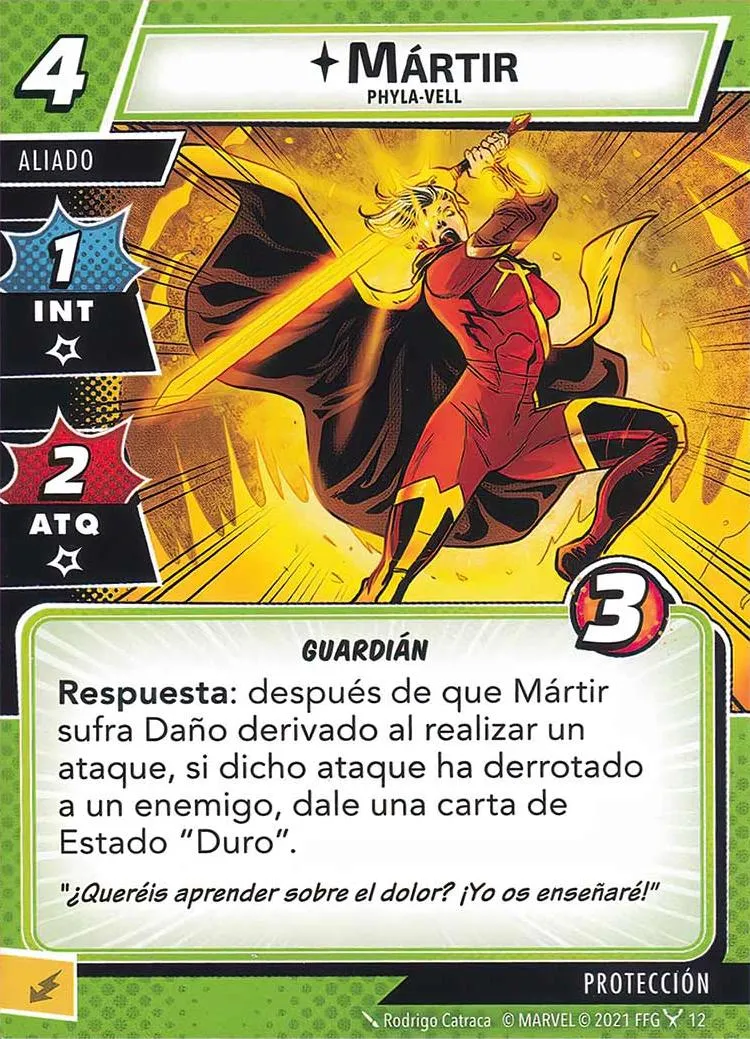 4
MÁRTIR
PHYLA-VELL
ALIADO
1
INT
2
ATQ
3
GUARDIÁN
Respuesta: después de que Mártir
sufra Daño derivado al realizar un
ataque, si dicho ataque ha derrotado
a un enemigo, dale una carta de
Estado “Duro”.
"¿Queréis aprender sobre el dolor? ¡Yo os enseñaré!"
PROTECCIÓN
Rodrigo Catraca © MARVEL © 2021 FFG 12